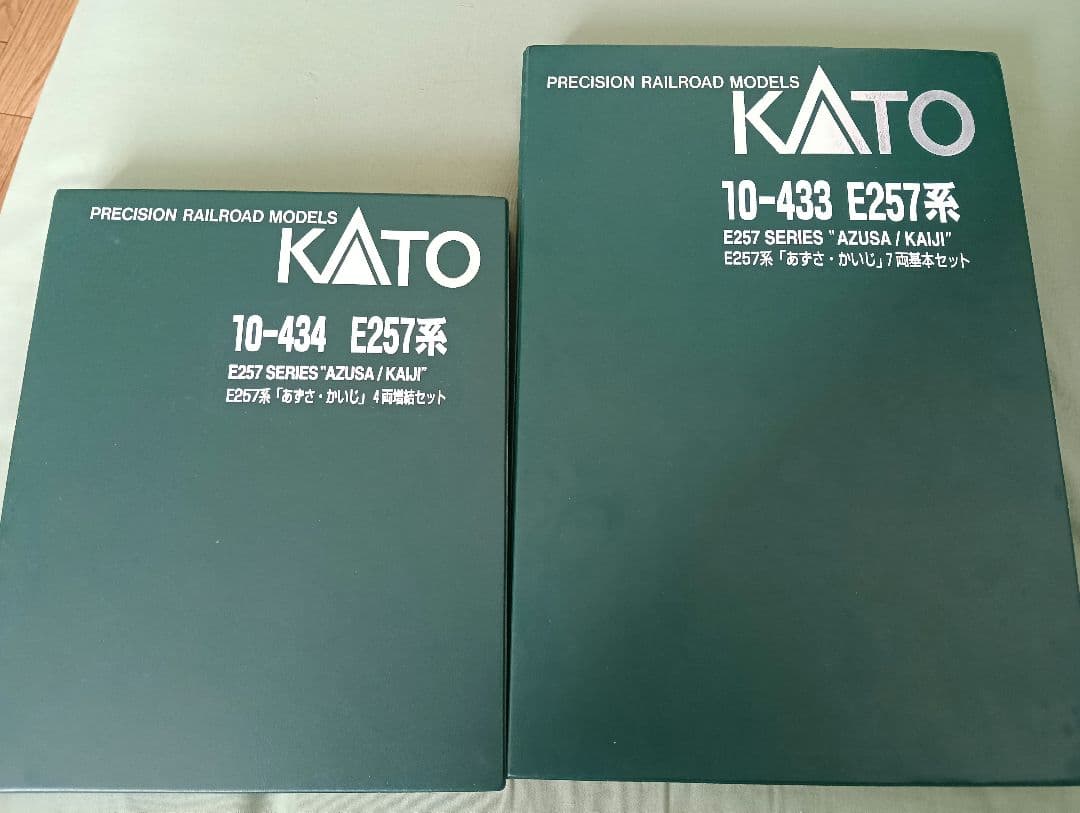 PRECISION RAILROAD MODELS
KATO
10-434 E257系
E257 SERIES "AZUSA / KAIJI"
E257系「あずさ・かいじ」4両増結セット
PRECISION RAILROAD MODELS
KATO
10-433 E257系
E257 SERIES "AZUSA / KAIJI"
E257系「あずさ・かいじ」7両基本セット